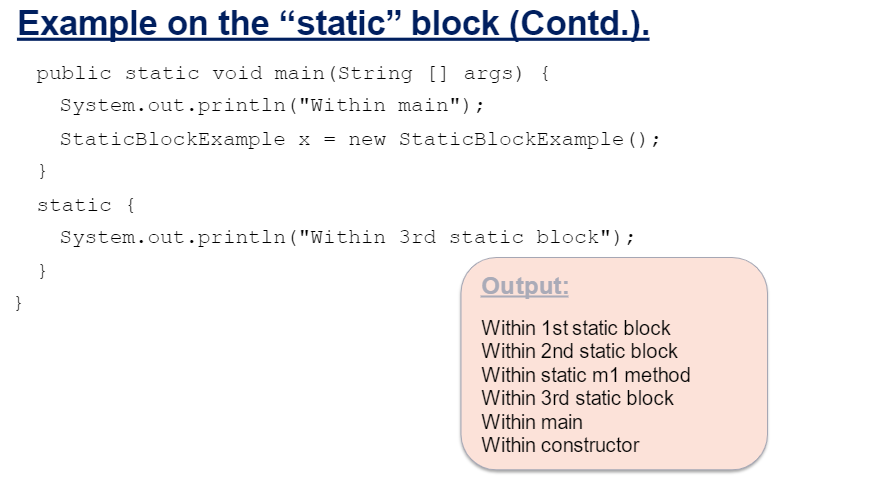 Example on the “static” block (Contd.).
public static void main(String [] args) {
System.out.println("Within main");
StaticBlockExample x = new StaticBlockExample();
}
static {
System.out.println("Within 3rd static block");
}
}
Output:
Within 1st static block
Within 2nd static block
Within static m1 method
Within 3rd static block
Within main
Within constructor